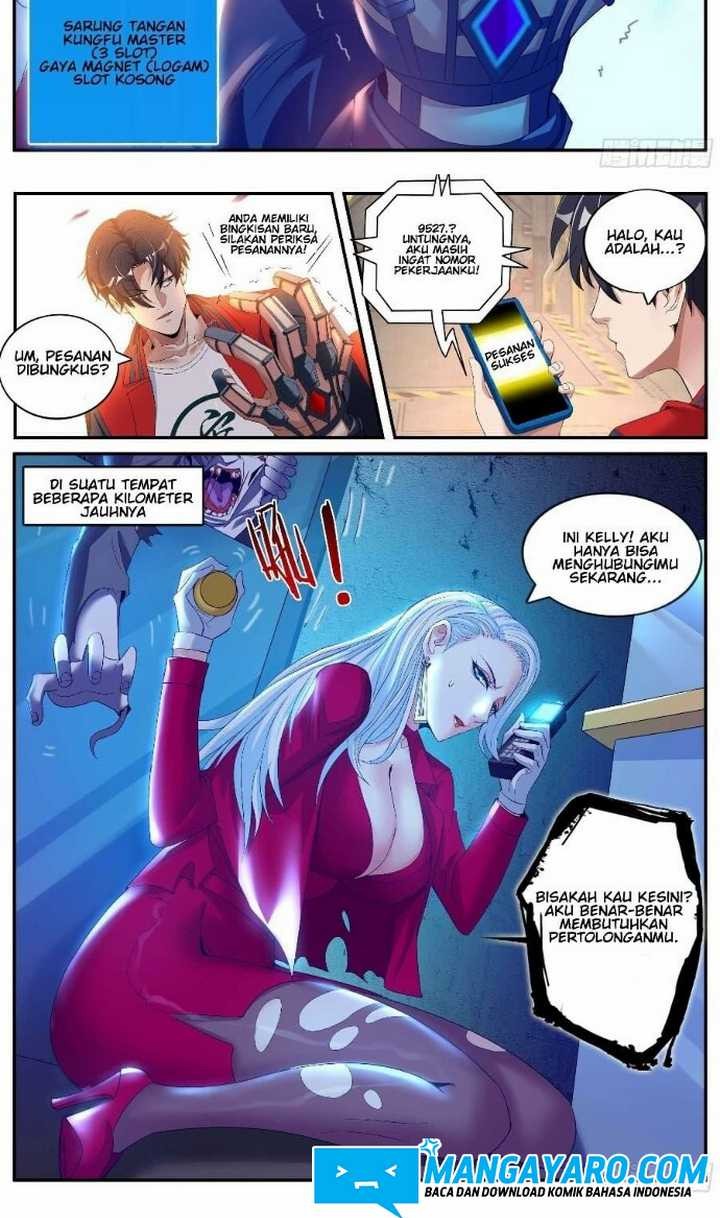 SARUNG TANGAN
KUNGFU MASTER
(3 SLOT)
GAYA MAGNET (LOGAM)
SLOT KOSONG
ANDA MEMILIKI
BINGKISAN BARU,
SILAKAN PERIKSA
PESANANNYA!
UM, PESANAN
DIBUNGKUS?
9527.?
UNTUNGNYA,
AKU MASIH
INGAT NOMOR
PEKERJAANKU!
HALO, KAU
ADALAH...?
PESANAN
SUKSES
DI SUATU TEMPAT
BEBERAPA KILOMETER
JAUHNYA
INI KELLY! AKU
HANYA BISA
MENGHUBUNGIMU
SEKARANG...
BISAKAH KAU KESINI?
AKU BENAR-BENAR
MEMBUTUHKAN
PERTOLONGANMU.
MANGAYARO.COM
BACA DAN DOWNLOAD KOMIK BAHASA INDONESIA